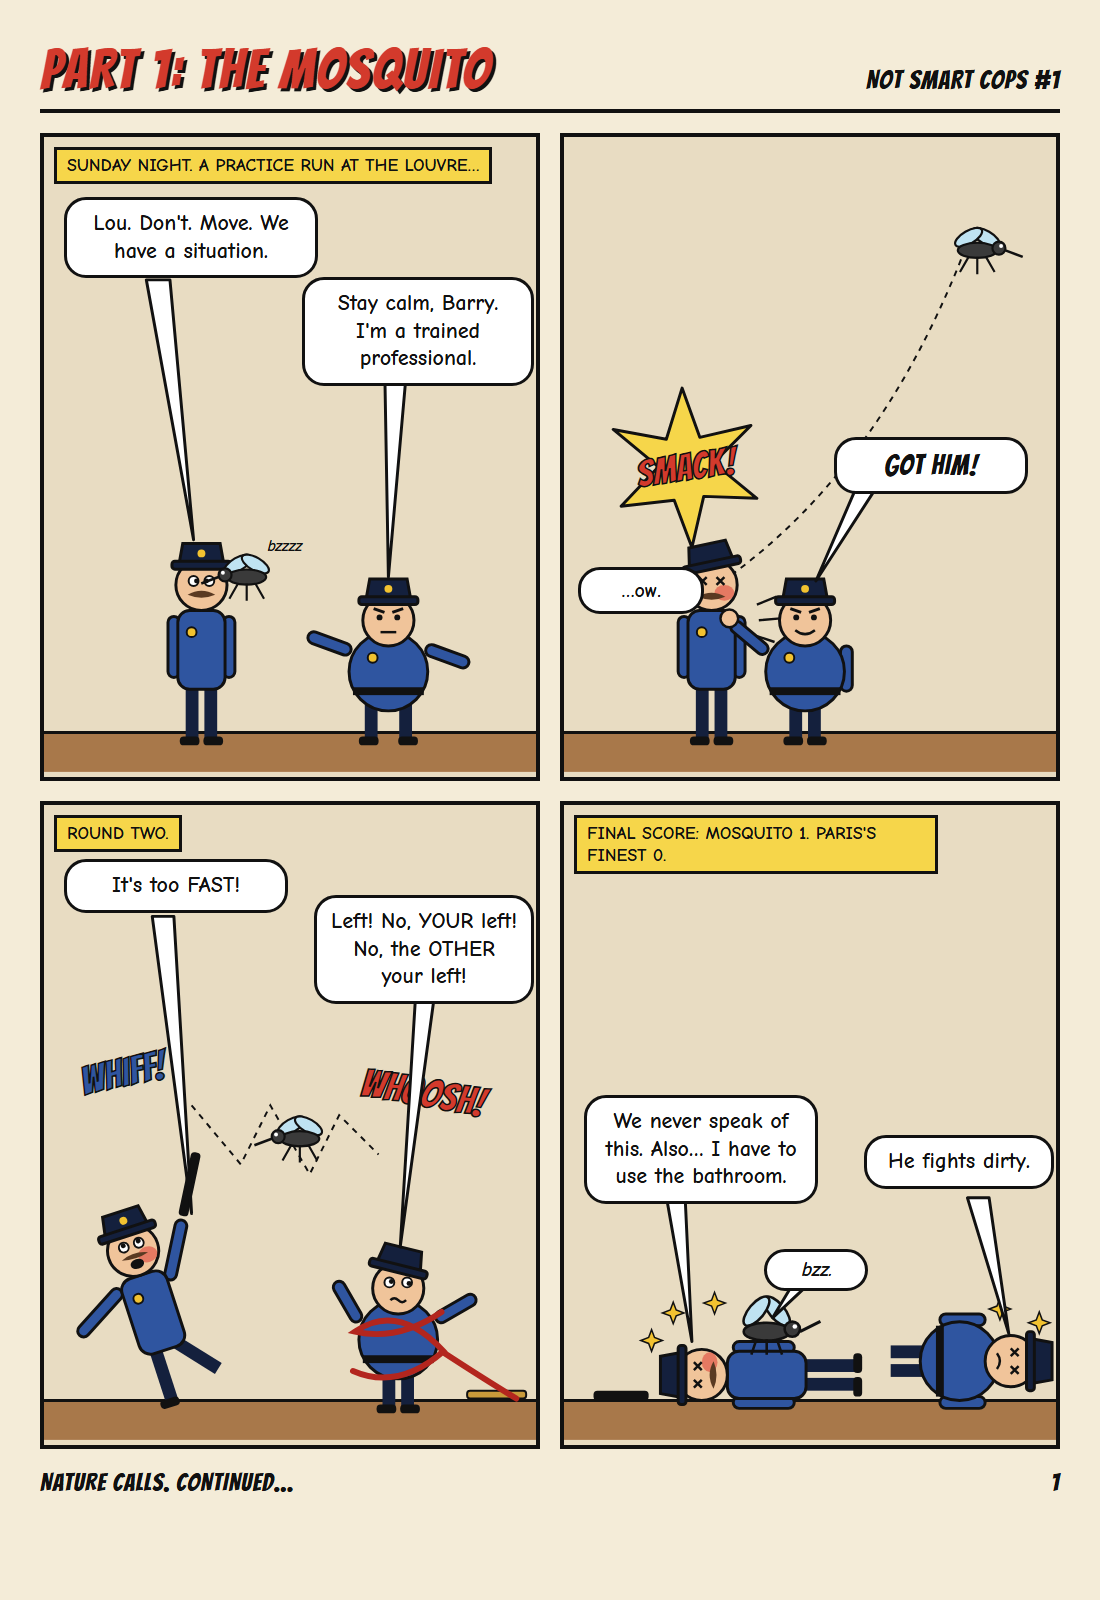 PART 1: THE MOSQUITO
NOT SMART COPS #1
SUNDAY NIGHT. A PRACTICE RUN AT THE LOUVRE...
Lou. Don't. Move. We
have a situation.
Stay calm, Barry.
I'm a trained
professional.
bzzzz
SMACK!
GOT HIM!
...ow.
ROUND TWO.
It's too FAST!
Left! No, YOUR left!
No, the OTHER
your left!
WHIFF!
WHOOSH!
FINAL SCORE: MOSQUITO 1. PARIS'S
FINEST 0.
We never speak of
this. Also... I have to
use the bathroom.
He fights dirty.
bzz.
NATURE CALLS. CONTINUED...
1